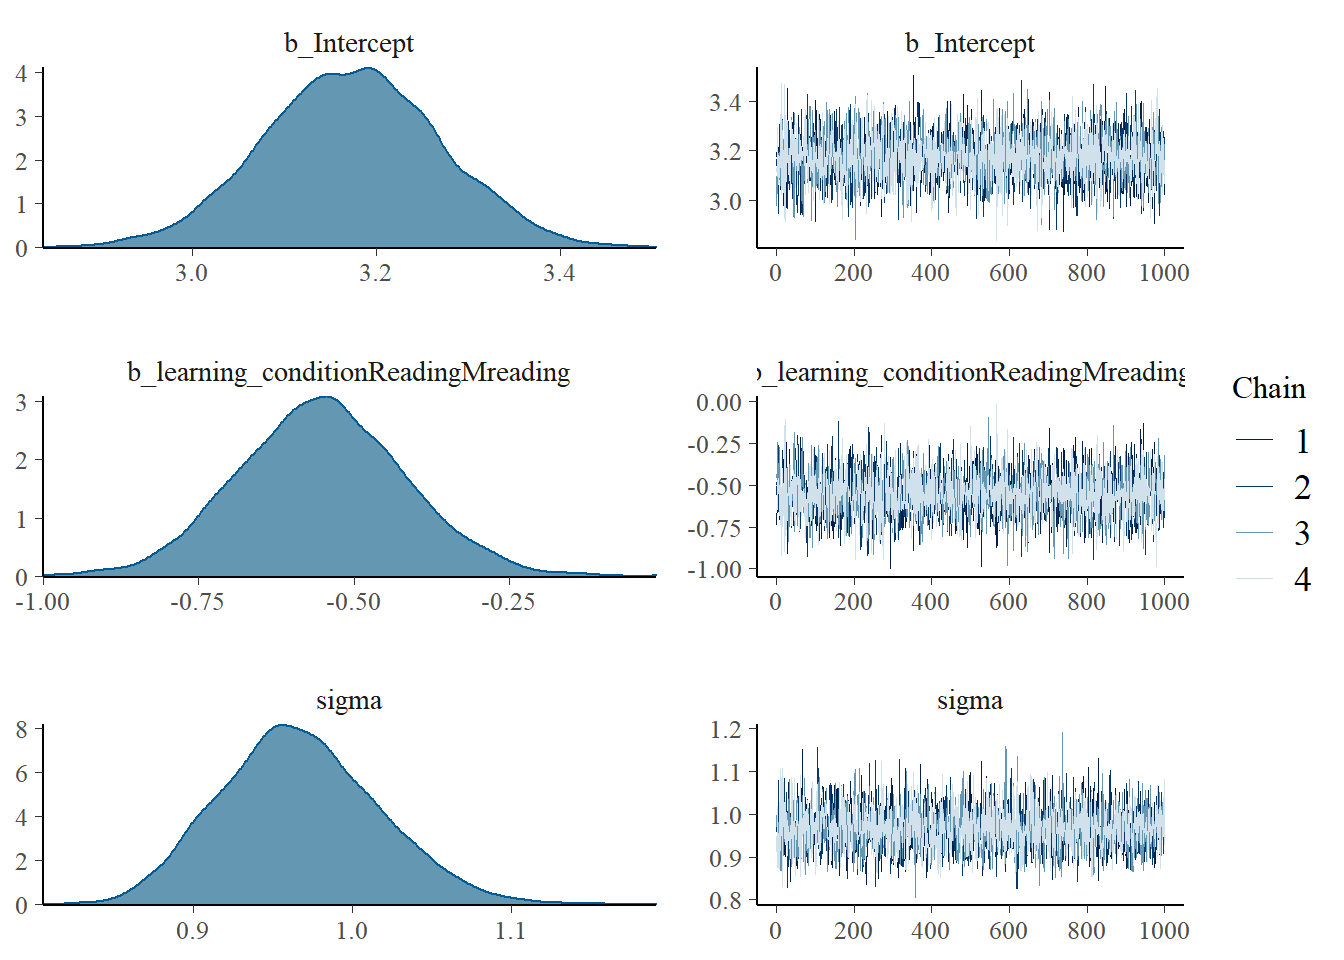 b_Intercept
4
3
2
1
0
3.0 3.2 3.4
b_Intercept
3.4
3.2
3.0
0 200 400 600 800 1000
b_learning_conditionReadingMreading
3
2
1
0
-1.00 -0.75 -0.50 -0.25
b_learning_conditionReadingMreading
0.00
-0.25
-0.50
-0.75
-1.00
0 200 400 600 800 1000
sigma
8
6
4
2
0
0.9 1.0 1.1
sigma
1.2
1.1
1.0
0.9
0.8
0 200 400 600 800 1000
Chain
1
2
3
4